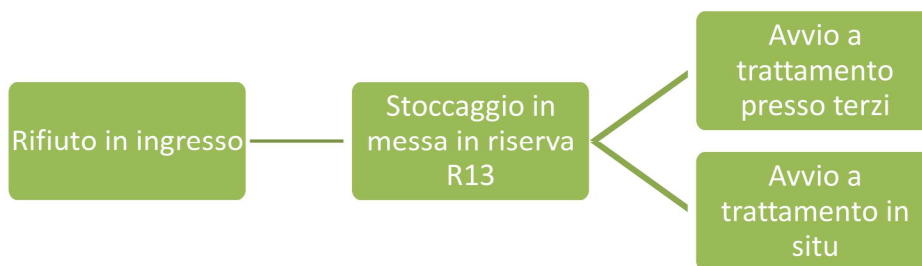 Rifiuto in ingresso
Stoccaggio in
messa in riserva
R13
Avvio a
trattamento
presso terzi
Avvio a
trattamento in
situ